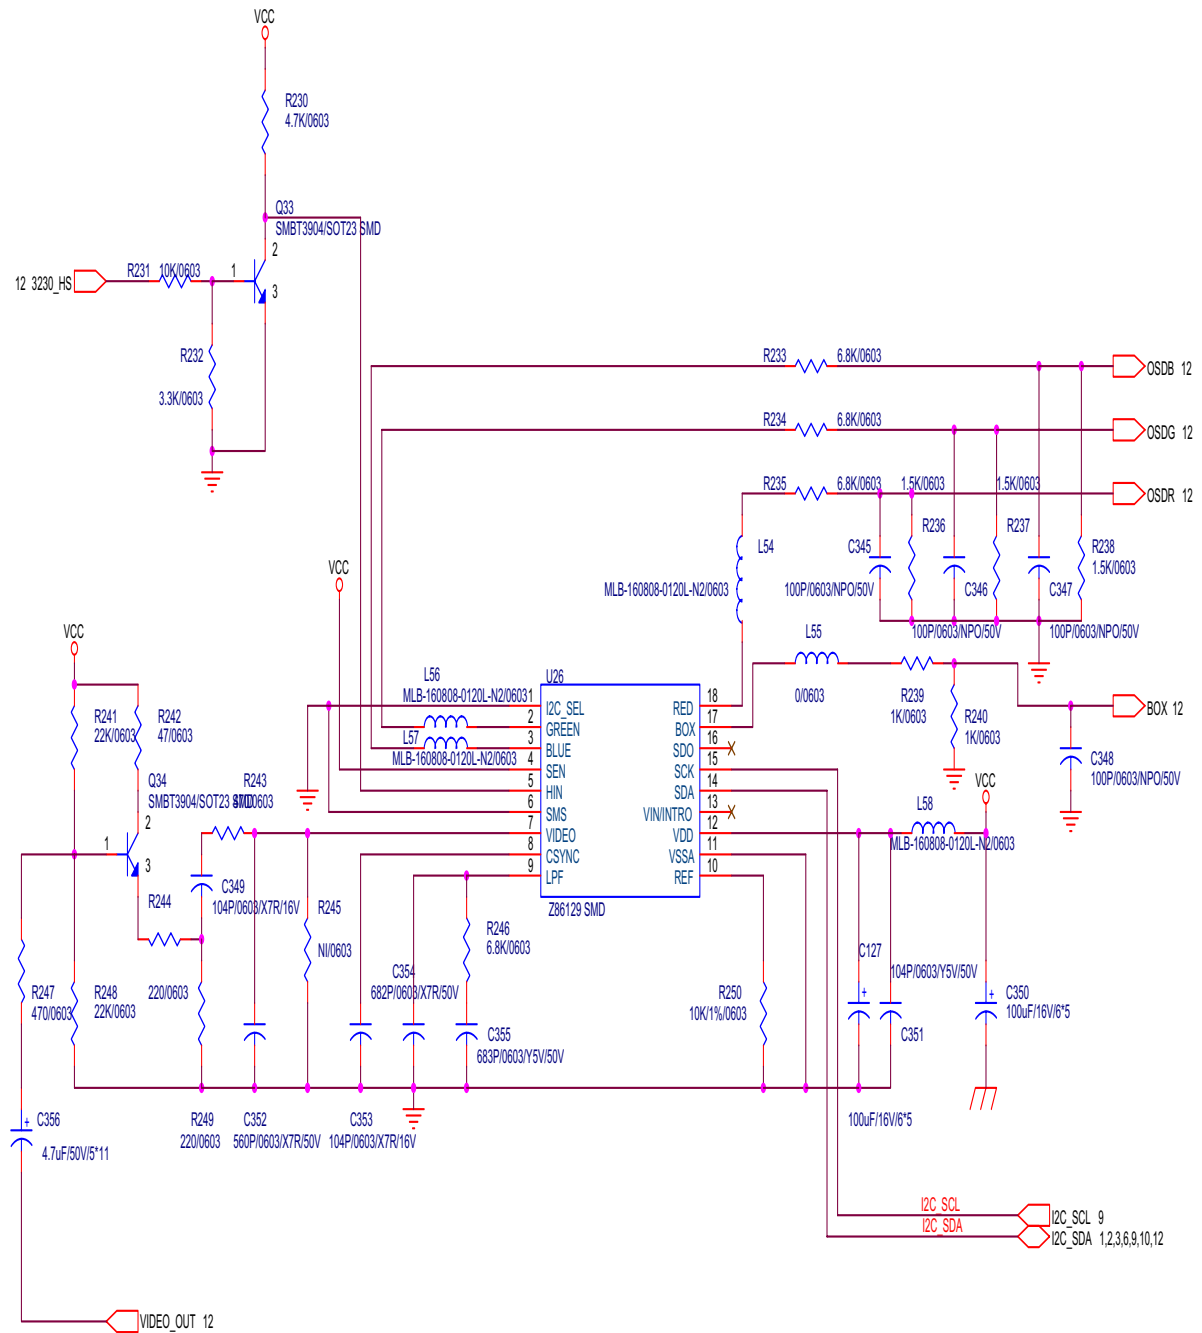 VCC
R230
4.7K/0603
Q33
SMBT3904/SOT23 SMD
2
12 3230_HS
R231 10K/0603
1
3
R232
3.3K/0603
R233 6.8K/0603
OSDB 12
R234 6.8K/0603
OSDG 12
R235 6.8K/0603 1.5K/0603 1.5K/0603
OSDR 12
R236 R237
C345 L54 R238
1.5K/0603
VCC
MLB-160808-0120L-N2/0603
100P/0603/NPO/50V
C346 C347
100P/0603/NPO/50V 100P/0603/NPO/50V
VCC
L55
0/0603
R239
1K/0603
R240
1K/0603
BOX 12
C348
100P/0603/NPO/50V
L56
MLB-160808-0120L-N2/0603
L57
MLB-160808-0120L-N2/0603
U26
1 I2C_SEL RED 18
2 GREEN BOX 17
3 BLUE SDO 16
4 SEN SCK 15
5 HIN SDA 14
6 SMS VIN/INTRO 13
7 VIDEO VDD 12
8 CSYNC VSSA 11
9 LPF REF 10
Z86129 SMD
R241
22K/0603
R242
47/0603
Q34
SMBT3904/SOT23 SMD
R243
2
1
3
R244
C349
104P/0603/X7R/16V
R245
NI/0603
R246
6.8K/0603
VCC
L58
MLB-160808-0120L-N2/0603
C127
104P/0603/Y5V/50V
C354
682P/0603/X7R/50V
R247
470/0603
R248
22K/0603
220/0603
C355
683P/0603/Y5V/50V
R250
10K/1%/0603
+
C351
+
C350
100uF/16V/6*5
+
C356
4.7uF/50V/5*11
R249
220/0603
C352
560P/0603/X7R/50V
C353
104P/0603/X7R/16V
100uF/16V/6*5
I2C_SCL
I2C_SCL 9
I2C_SDA
I2C_SDA 1,2,3,6,9,10,12
VIDEO_OUT 12